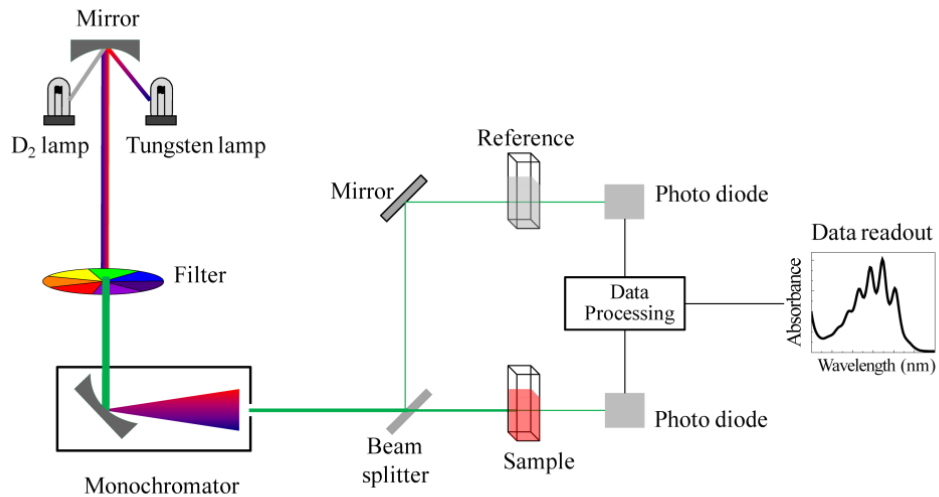 Mirror
D₂ lamp
Tungsten lamp
Filter
Monochromator
Beam
splitter
Mirror
Reference
Sample
Photo diode
Data
Processing
Photo diode
Data readout
Absorbance
Wavelength (nm)